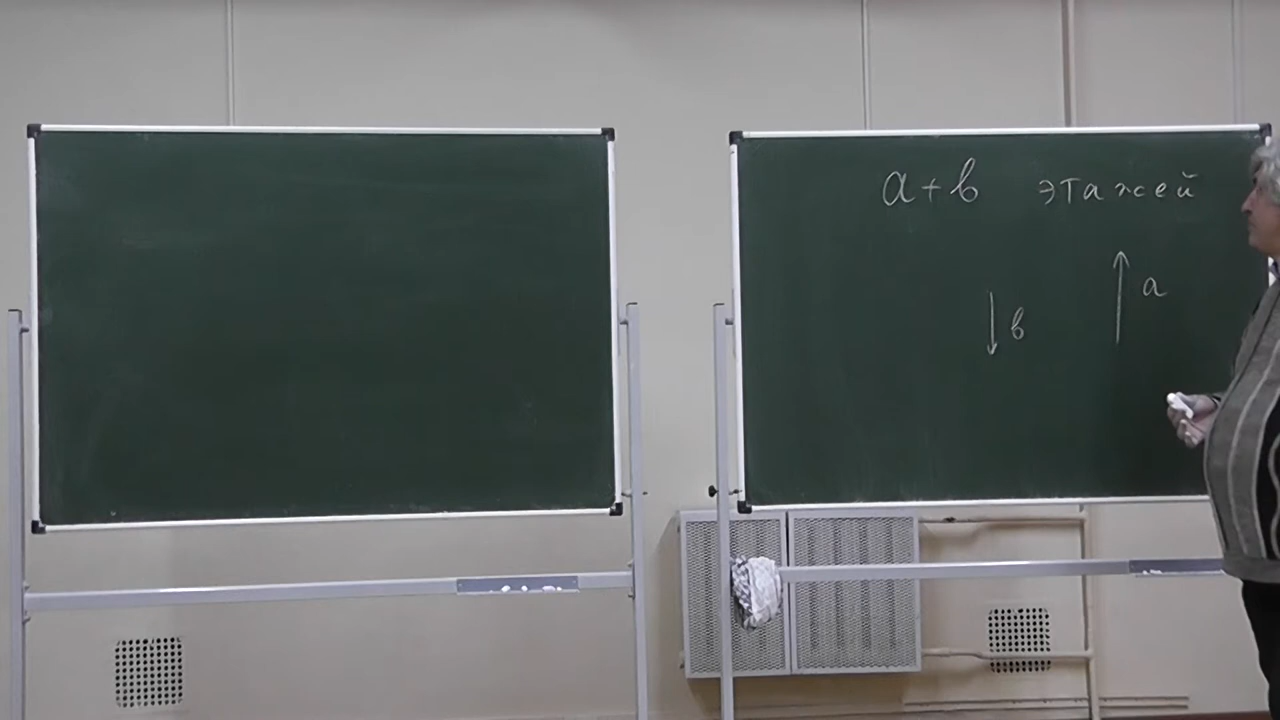 a + b этажей
↑ a
↓ b